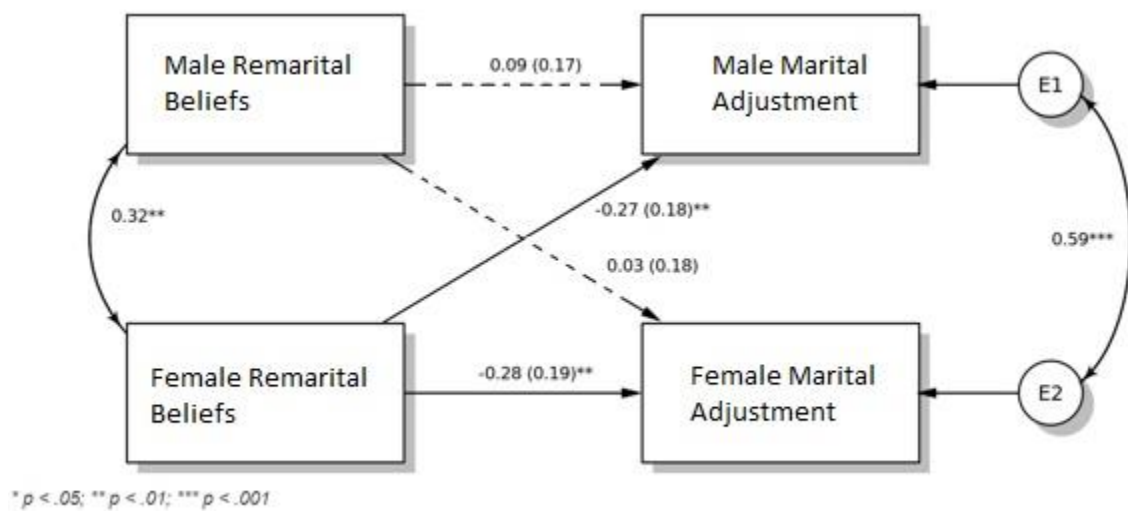 Male Remarital
Beliefs
0.09 (0.17)
Male Marital
Adjustment
E1
0.32**
-0.27 (0.18)**
0.03 (0.18)
0.59***
Female Remarital
Beliefs
-0.28 (0.19)**
Female Marital
Adjustment
E2
* p < .05; ** p < .01; *** p < .001